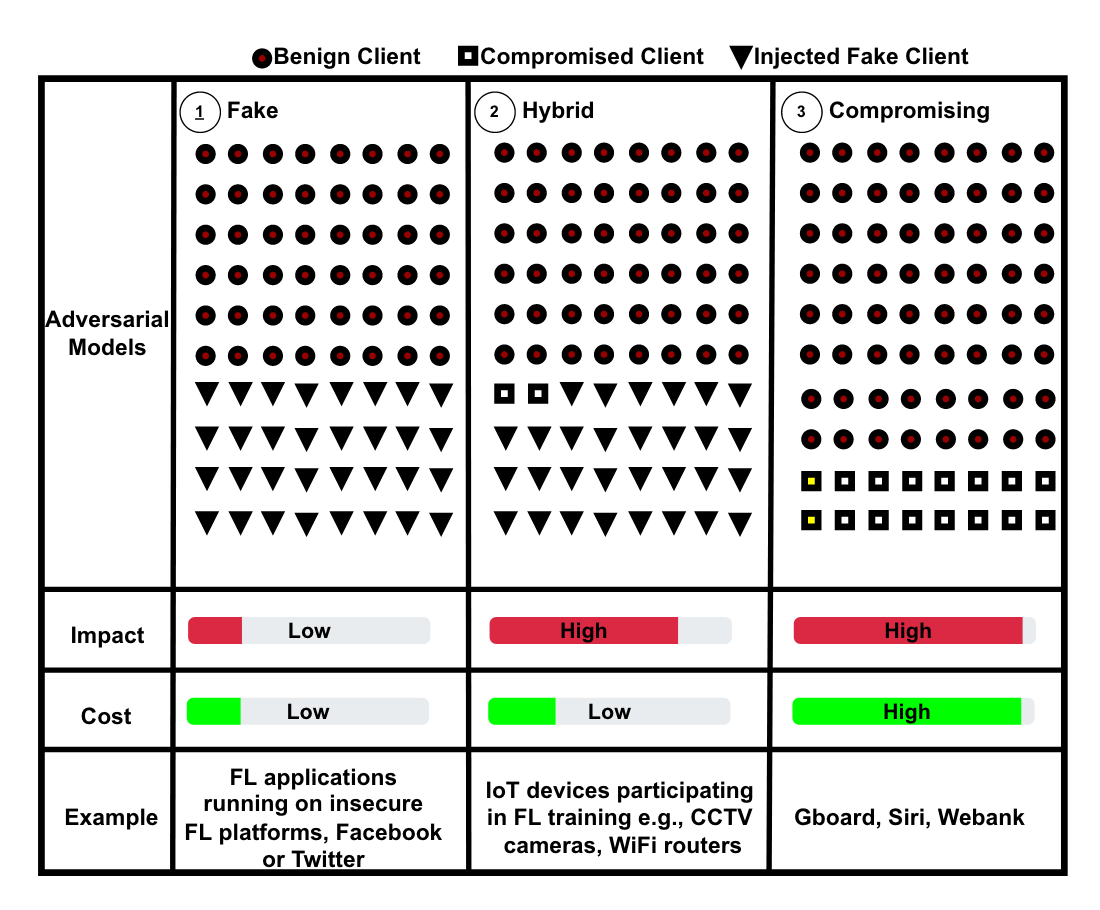 Benign Client Compromised Client Injected Fake Client
1 Fake
2 Hybrid
3 Compromising
Adversarial
Models
Impact
Low
High
High
Cost
Low
Low
High
Example
FL applications
running on insecure
FL platforms, Facebook
or Twitter
IoT devices participating
in FL training e.g., CCTV
cameras, WiFi routers
Gboard, Siri, Webank